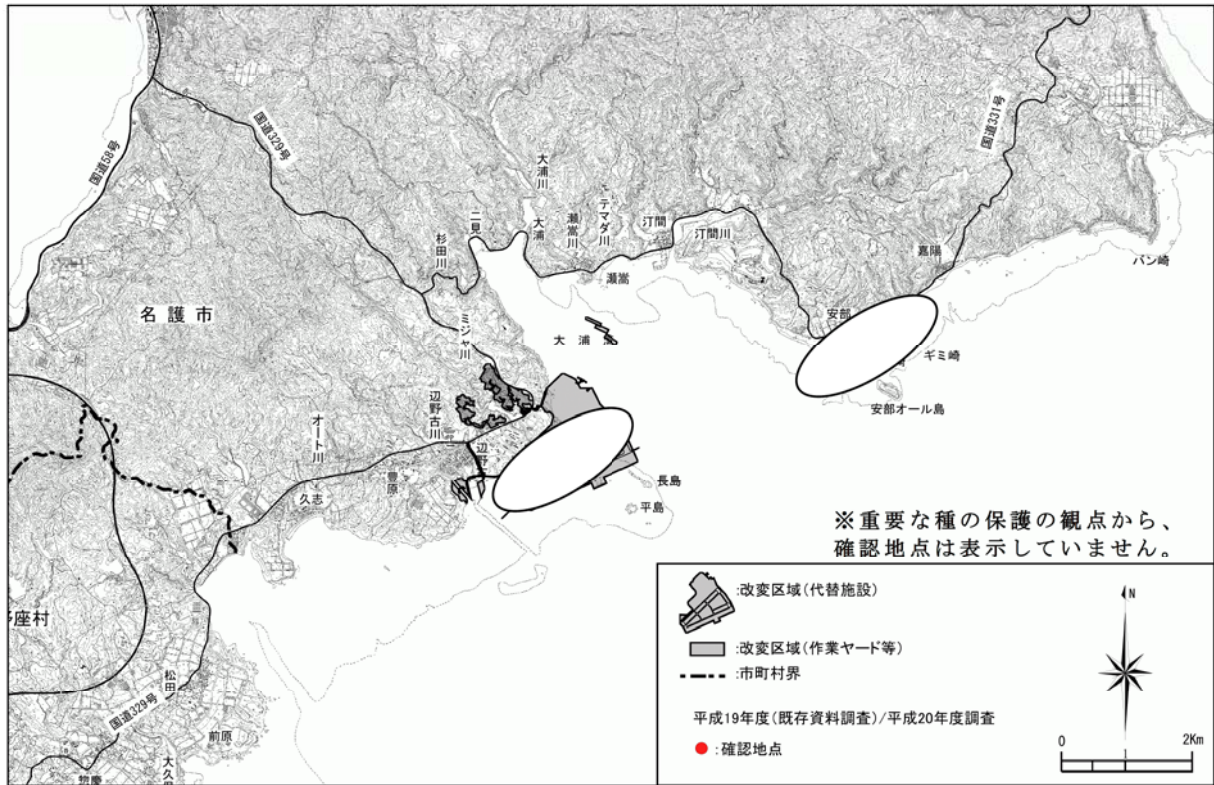 国道58号
国道329号
国道331号
大浦川
二見
大浦
瀬嵩川
テマダ川
汀間
汀間川
杉田川
瀬嵩
嘉陽
バン崎
名護市
ミジャ川
大浦
安部
ギミ崎
安部オール島
辺野古川
オート川
辺野
豊原
久志
長島
平島
※重要な種の保護の観点から、
確認地点は表示していません。
:改変区域(代替施設)
:改変区域(作業ヤード等)
:市町村界
平成19年度(既存資料調査)/平成20年度調査
:確認地点
N
0
1
2Km
座村
松田
国道329号
前原
大久
惣慶